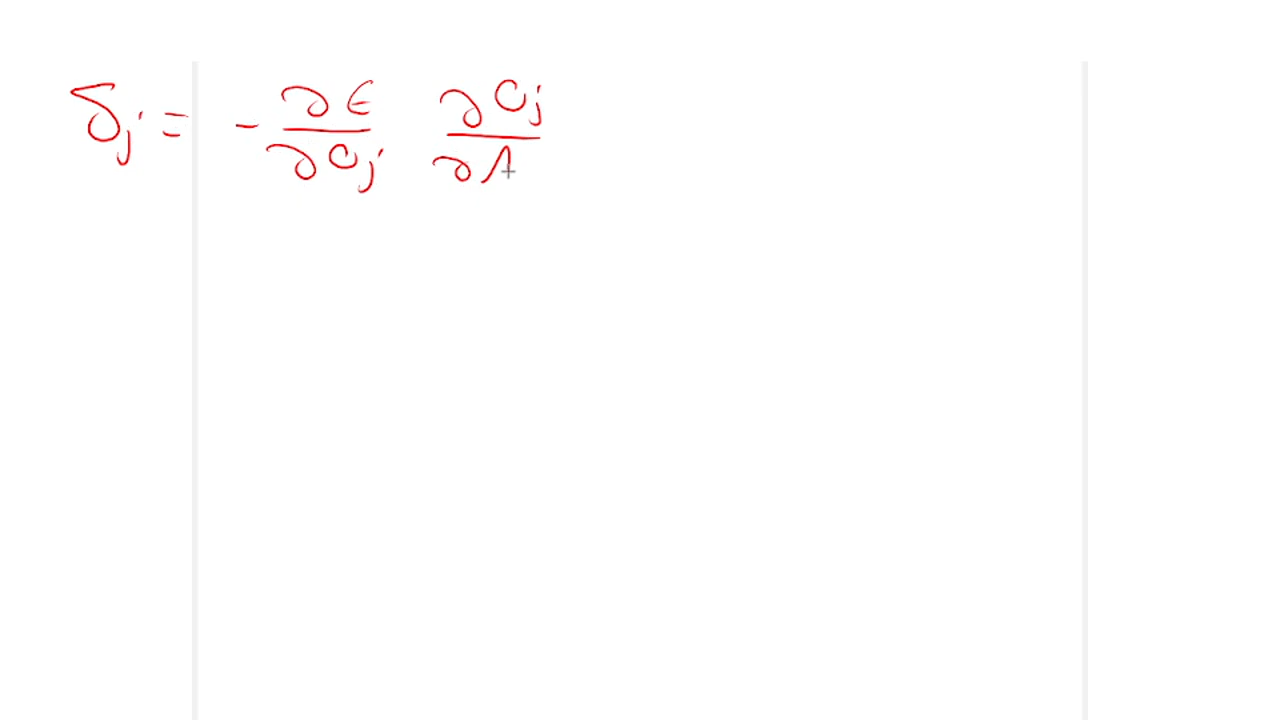 δj = - ∂E/∂Oj ∂Oj/∂A